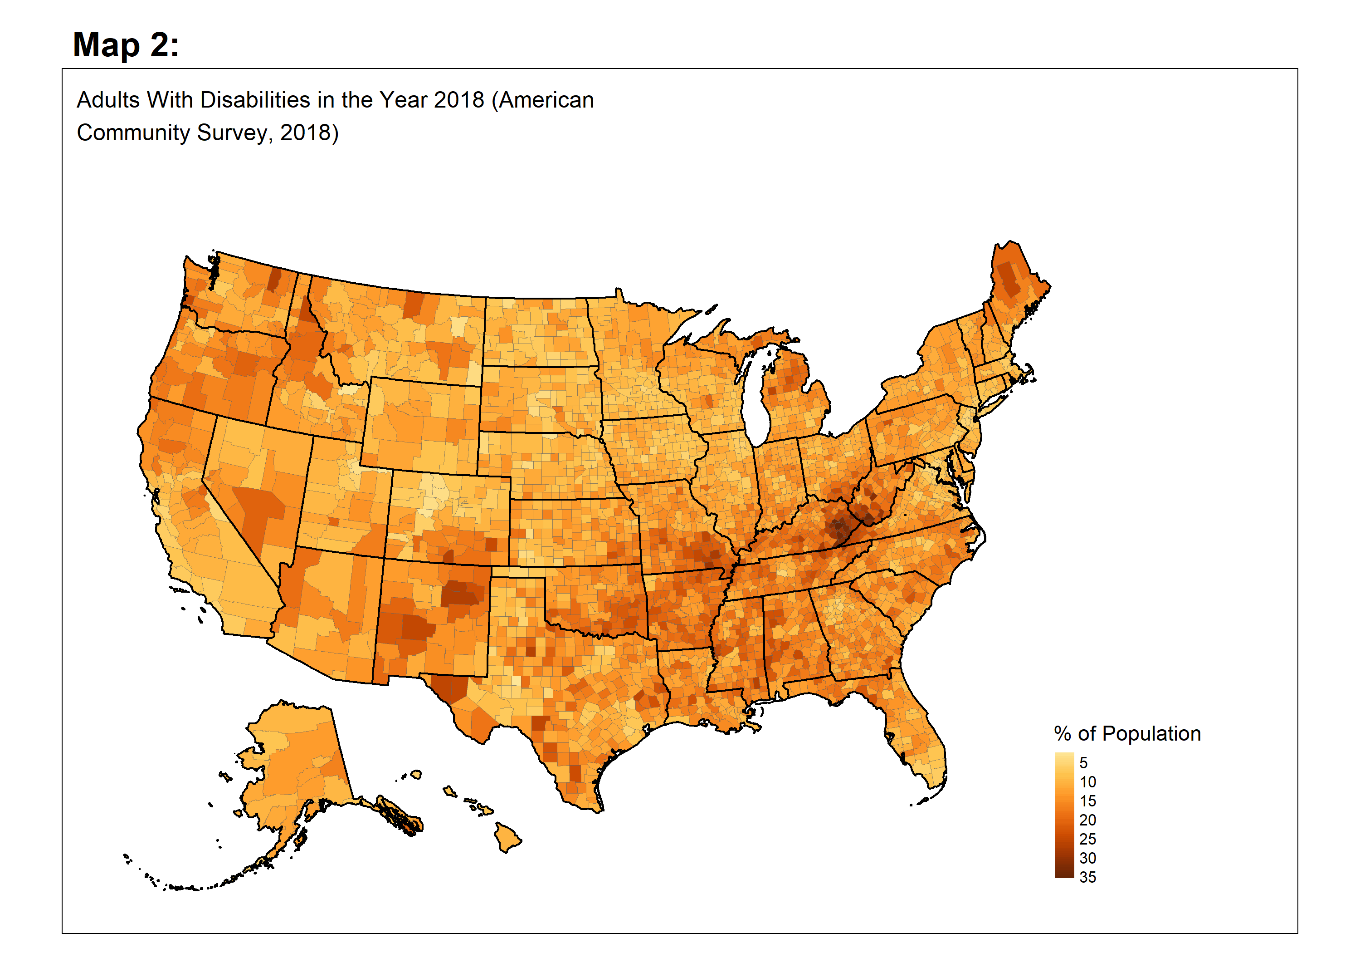 Map 2:
Adults With Disabilities in the Year 2018 (American
Community Survey, 2018)
% of Population
5
10
15
20
25
30
35